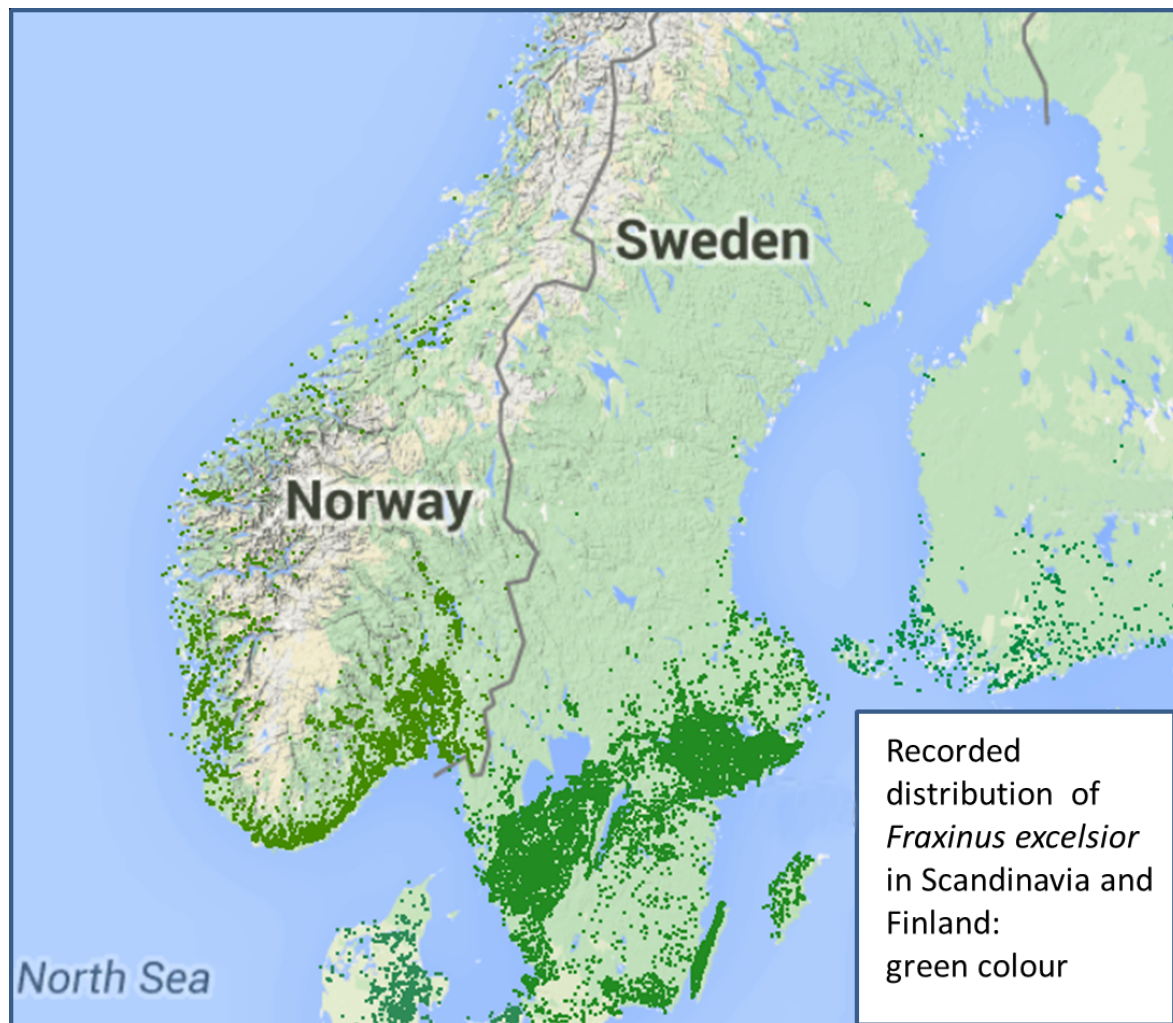 Sweden
Norway
North Sea
Recorded
distribution of
Fraxinus excelsior
in Scandinavia and
Finland:
green colour